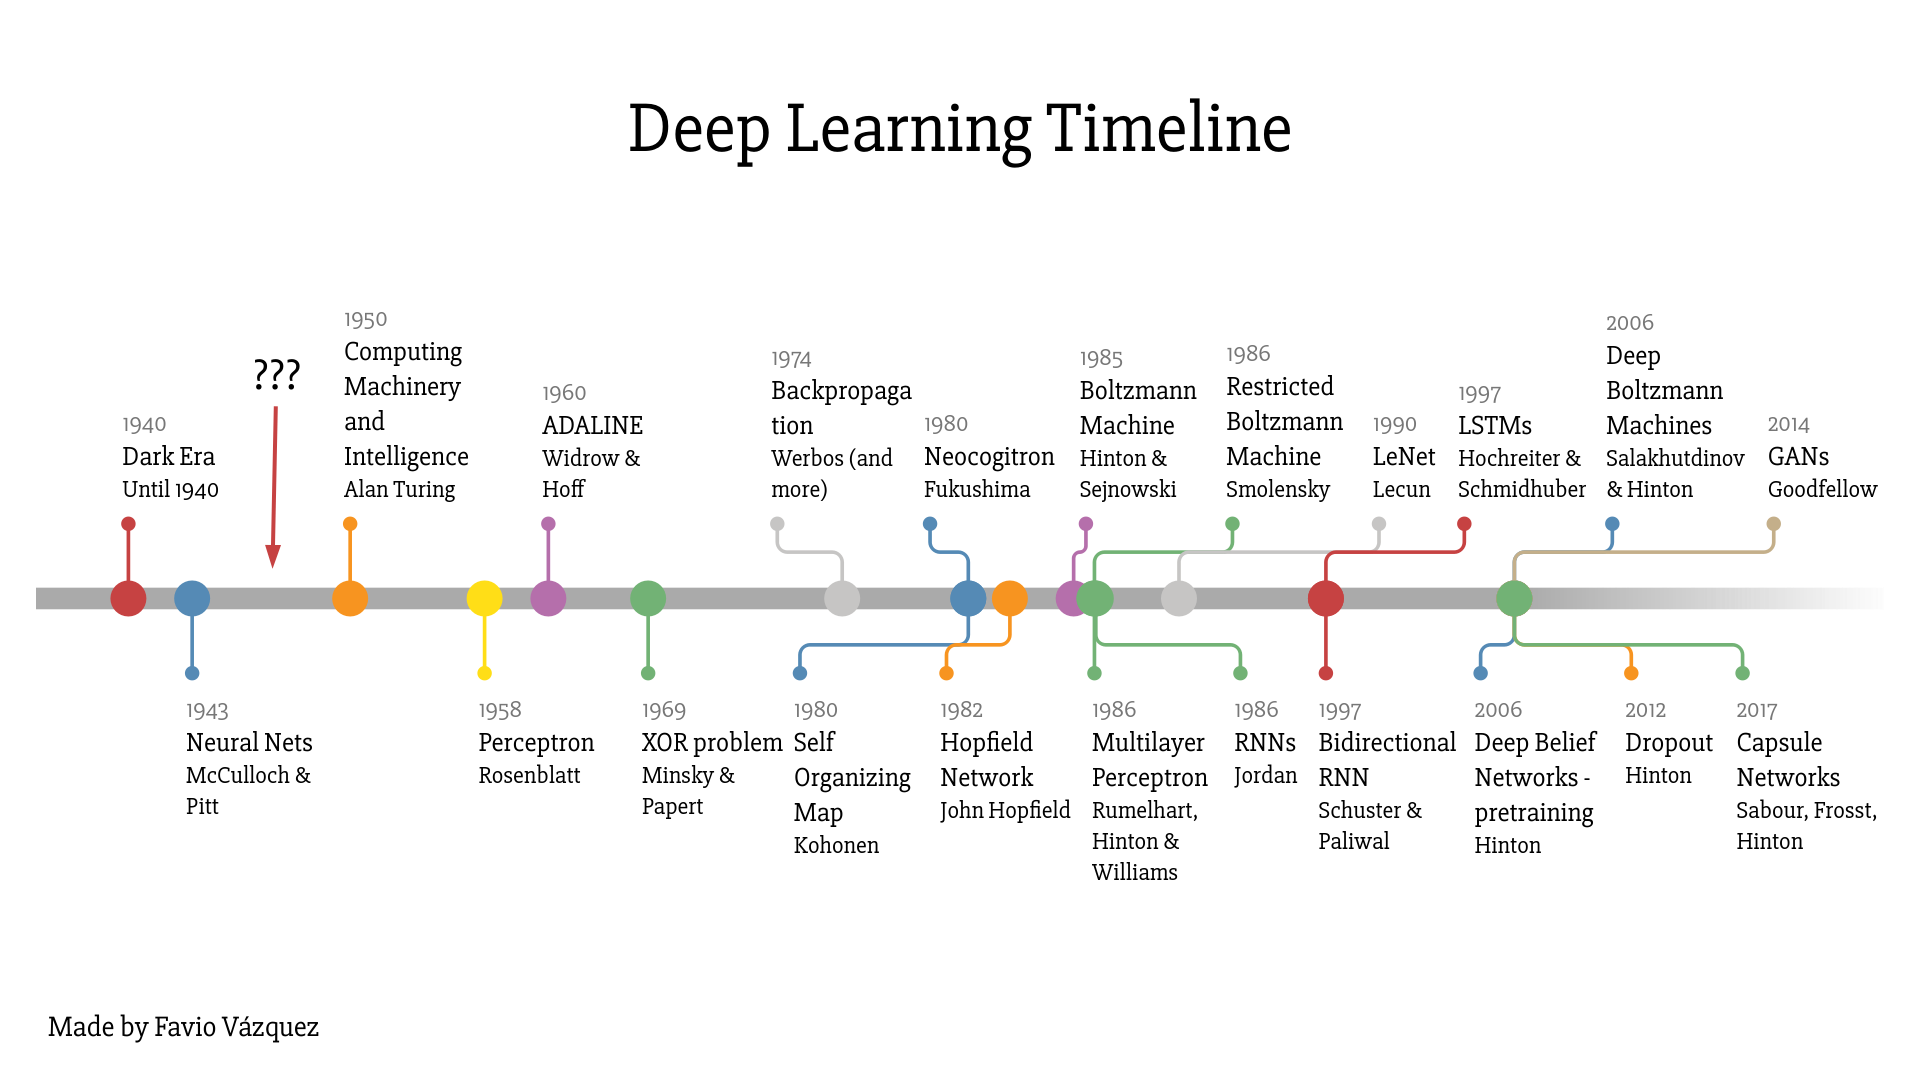 Deep Learning Timeline
1940
Dark Era
Until 1940
???
1950
Computing
Machinery
and
Intelligence
Alan Turing
1960
ADALINE
Widrow &
Hoff
1974
Backpropaga
tion
Werbos (and
more)
1980
Neocogitron
Fukushima
1985
Boltzmann
Machine
Hinton &
Sejnowski
1986
Restricted
Boltzmann
Machine
Smolensky
1990
LeNet
Lecun
1997
LSTMs
Hochreiter &
Schmidhuber
2006
Deep
Boltzmann
Machines
Salakhutdinov
& Hinton
2014
GANs
Goodfellow
1943
Neural Nets
McCulloch &
Pitt
1958
Perceptron
Rosenblatt
1969
XOR problem
Minsky &
Papert
1980
Self
Organizing
Map
Kohonen
1982
Hopfield
Network
John Hopfield
1986
Multilayer
Perceptron
Rumelhart,
Hinton &
Williams
1986
RNNs
Jordan
1997
Bidirectional
RNN
Schuster &
Paliwal
2006
Deep Belief
Networks -
pretraining
Hinton
2012
Dropout
Hinton
2017
Capsule
Networks
Sabour, Frosst,
Hinton
Made by Favio Vázquez